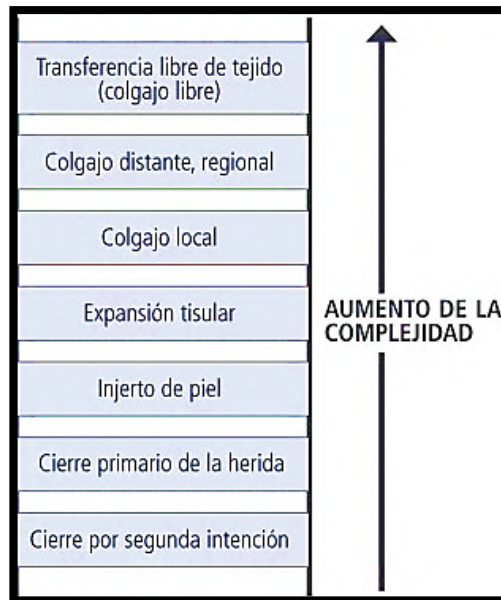 Transferencia libre de tejido
(colgajo libre)
Colgajo distante, regional
Colgajo local
Expansión tisular
Injerto de piel
Cierre primario de la herida
Cierre por segunda intención
AUMENTO DE LA
COMPLEJIDAD